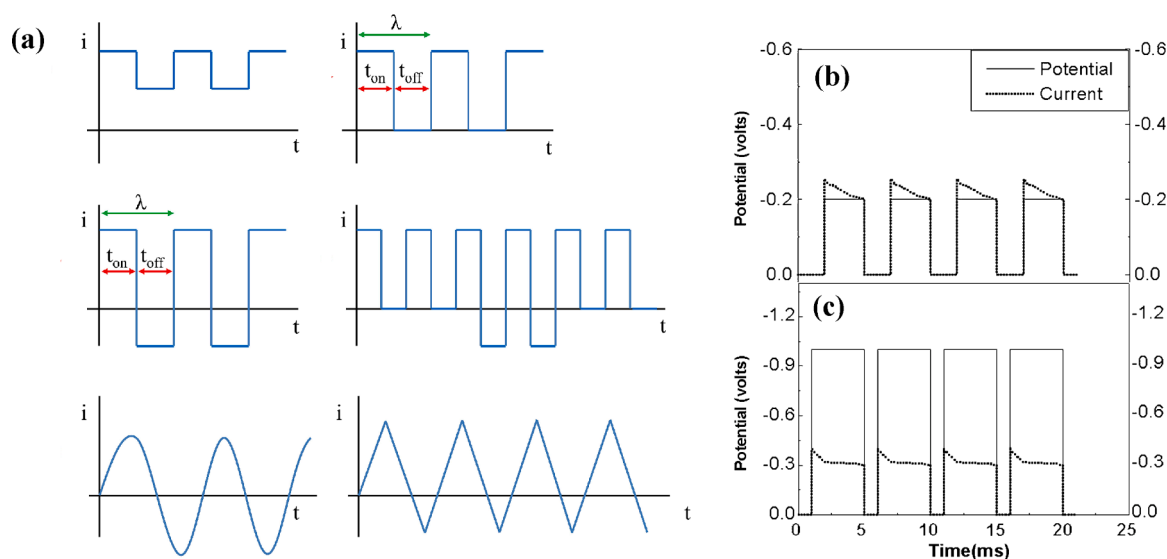 (a)
i
t
i
λ
t_on t_off
t
i
λ
t_on t_off
t
i
t
i
t
i
t
(b)
Potential
Current
Potential (volts)
-0.6
-0.4
-0.2
0.0
-0.6
-0.4
-0.2
0.0
(c)
Potential (volts)
-1.2
-0.9
-0.6
-0.3
0.0
-1.2
-0.9
-0.6
-0.3
0.0
0 5 10 15 20 25
Time(ms)